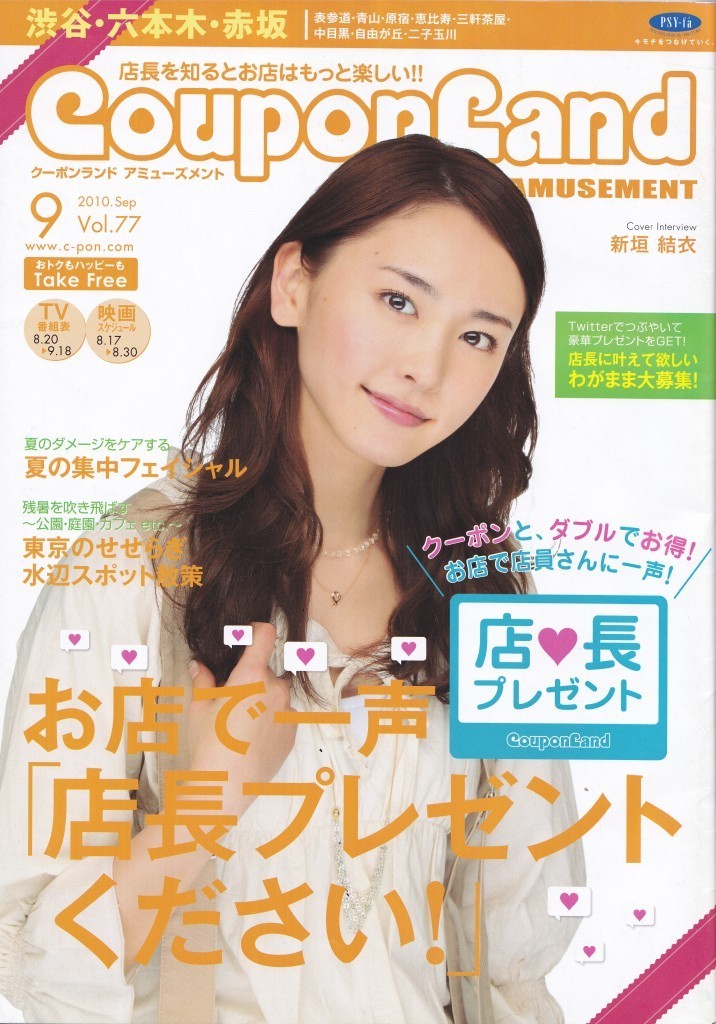 渋谷・六本木・赤坂
表参道・青山・原宿・恵比寿・三軒茶屋・
中目黒・自由が丘・二子玉川
PSY-fa
キモチをつなげていく。
店長を知るとお店はもっと楽しい!!
CouponLand
クーポンランド アミューズメント
AMUSEMENT
9 2010.Sep
Vol.77
www.c-pon.com
おトクもハッピーも
Take Free
TV
番組表
8.20
▸9.18
映画
スケジュール
8.17
▸8.30
Cover Interview
新垣 結衣
Twitterでつぶやいて
豪華プレゼントをGET!
店長に叶えて欲しい
わがまま大募集!
夏のダメージをケアする
夏の集中フェイシャル
残暑を吹き飛ばす
〜公園・庭園・カフェ etc.〜
東京のせせらぎ
水辺スポット散策
クーポンと、ダブルでお得!
お店で店員さんに一声!
店♥長
プレゼント
CouponLand
お店で一声
「店長プレゼント
ください!」